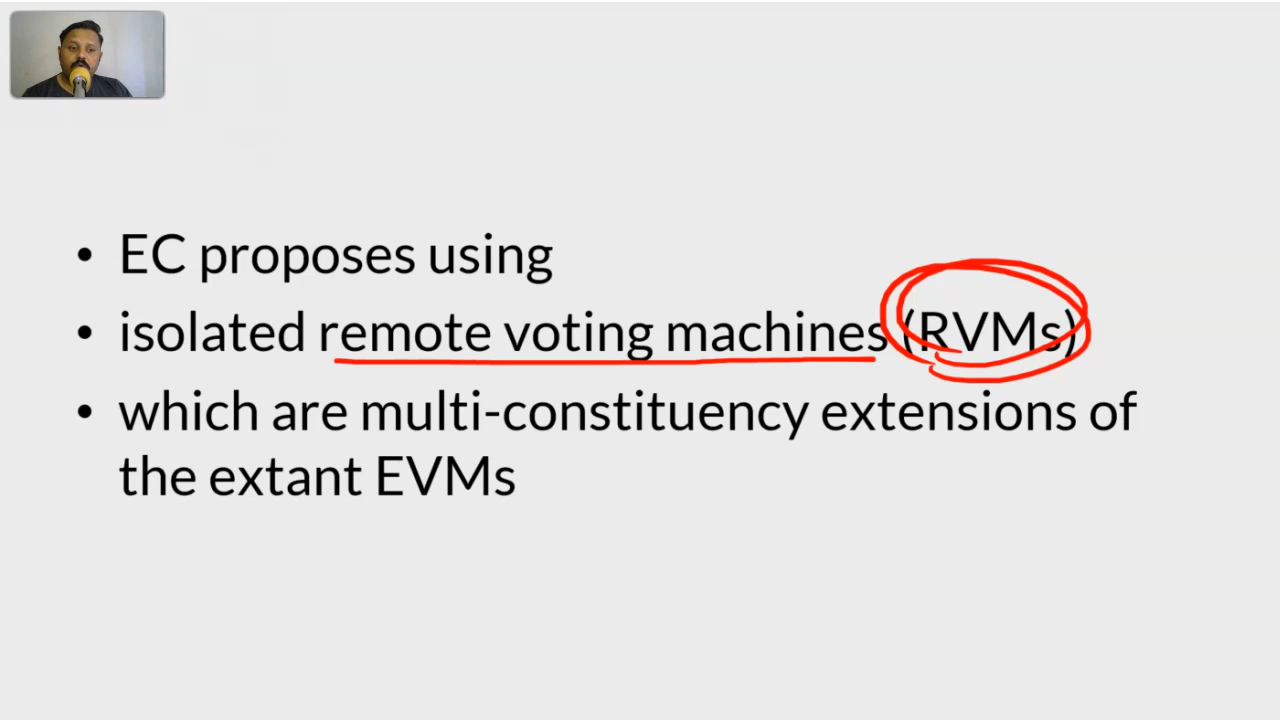 • EC proposes using
• isolated remote voting machines (RVMs)
• which are multi-constituency extensions of
the extant EVMs